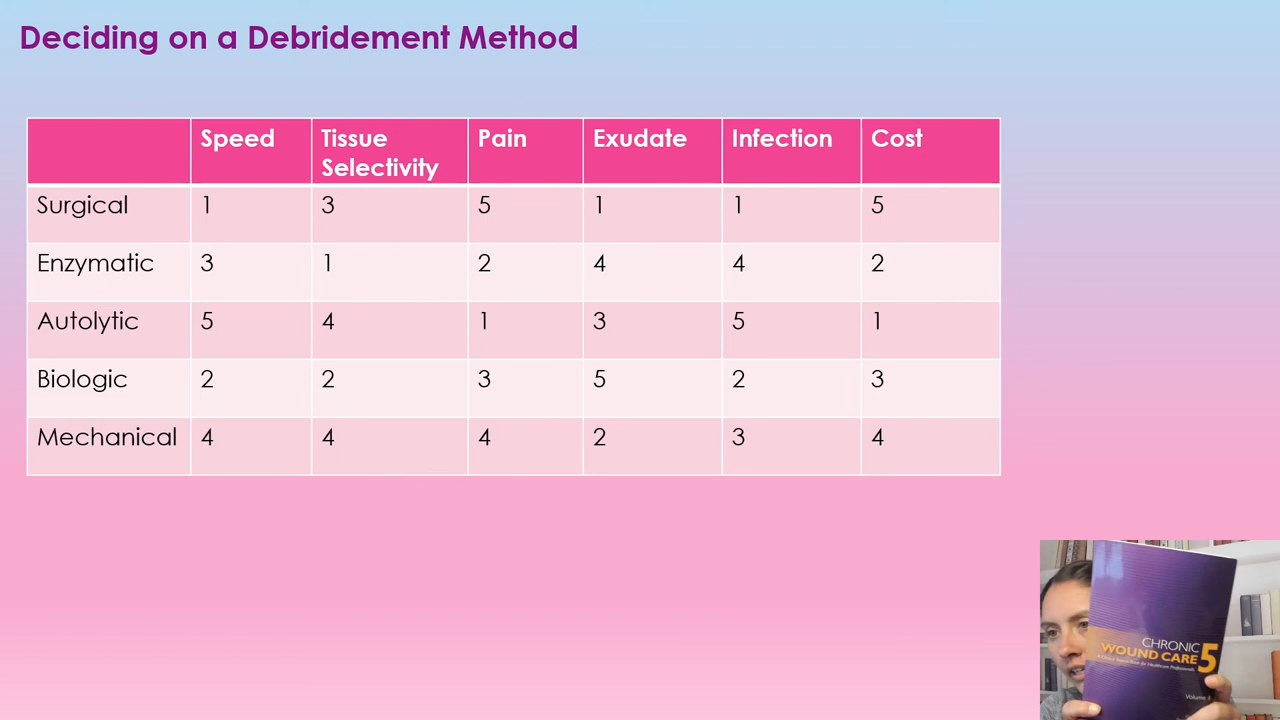 Deciding on a Debridement Method
Speed Tissue Selectivity Pain Exudate Infection Cost
Surgical 1 3 5 1 1 5
Enzymatic 3 1 2 4 4 2
Autolytic 5 4 1 3 5 1
Biologic 2 2 3 5 2 3
Mechanical 4 4 4 2 3 4
CHRONIC
WOUND CARE 5
Volume